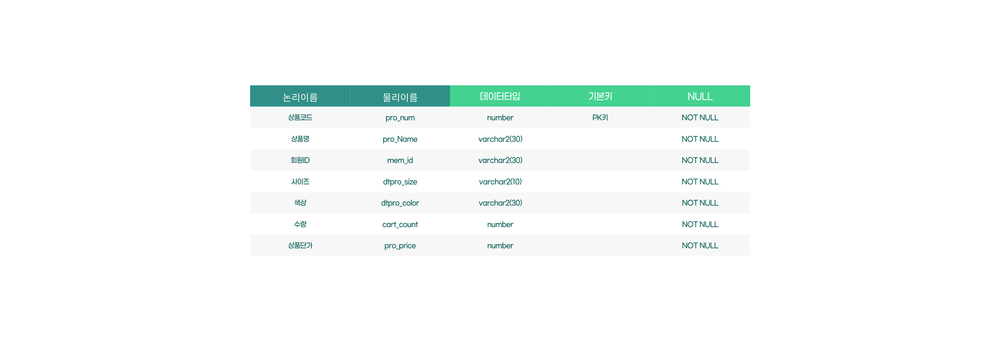 논리이름 물리이름 데이터타입 기본키 NULL
상품코드 pro_num number PK키 NOT NULL
상품명 pro_Name varchar2(30) NOT NULL
회원ID mem_id varchar2(30) NOT NULL
사이즈 dtpro_size varchar2(10) NOT NULL
색상 dtpro_color varchar2(30) NOT NULL
수량 cart_count number NOT NULL
상품단가 pro_price number NOT NULL